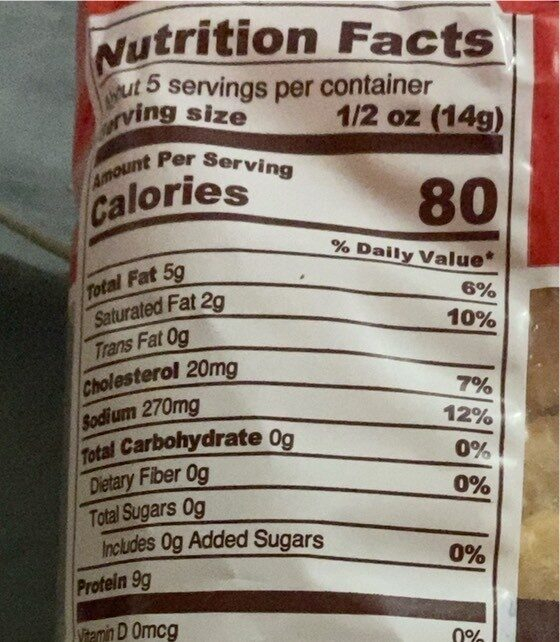 Nutrition Facts
About 5 servings per container
Serving size 1/2 oz (14g)
Amount Per Serving
Calories 80
% Daily Value*
Total Fat 5g 6%
Saturated Fat 2g 10%
Trans Fat 0g
Cholesterol 20mg 7%
Sodium 270mg 12%
Total Carbohydrate 0g 0%
Dietary Fiber 0g 0%
Total Sugars 0g
Includes 0g Added Sugars 0%
Protein 9g
Vitamin D 0mcg 0%